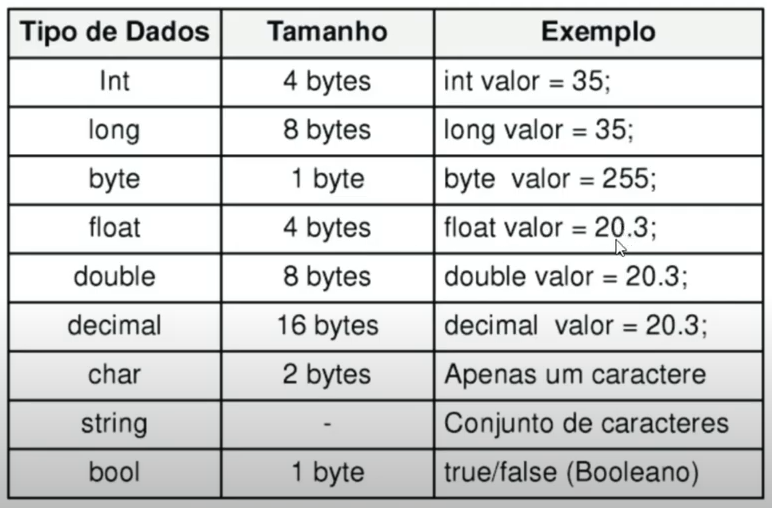 Tipo de Dados Tamanho Exemplo
Int 4 bytes int valor = 35;
long 8 bytes long valor = 35;
byte 1 byte byte valor = 255;
float 4 bytes float valor = 20.3;
double 8 bytes double valor = 20.3;
decimal 16 bytes decimal valor = 20.3;
char 2 bytes Apenas um caractere
string - Conjunto de caracteres
bool 1 byte true/false (Booleano)